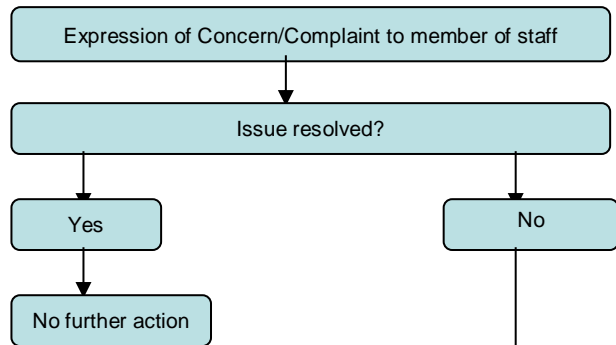 Expression of Concern/Complaint to member of staff
Issue resolved?
Yes
No
No further action